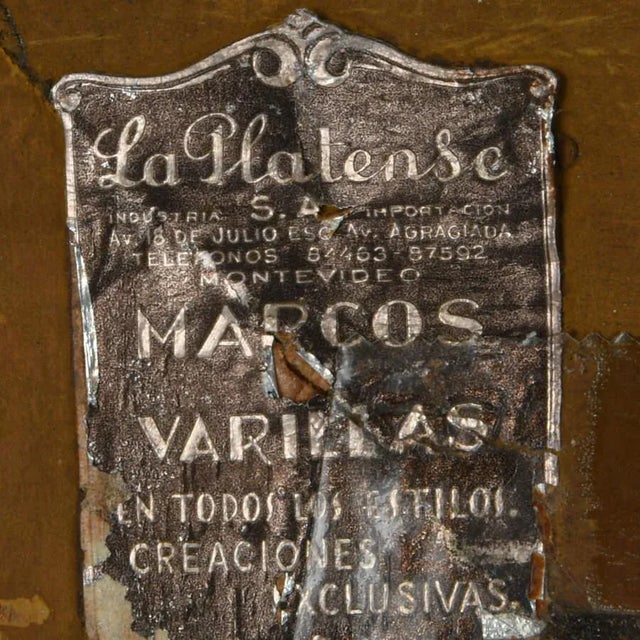 La Platense
INDUSTRIA S.A. IMPORTACION
AV. 18 DE JULIO ESQ. AV. AGRACIADA
TELEFONOS 84463-87592
MONTEVIDEO
MARCOS
VARILLAS
EN TODOS LOS ESTILOS.
CREACIONES
EXCLUSIVAS.